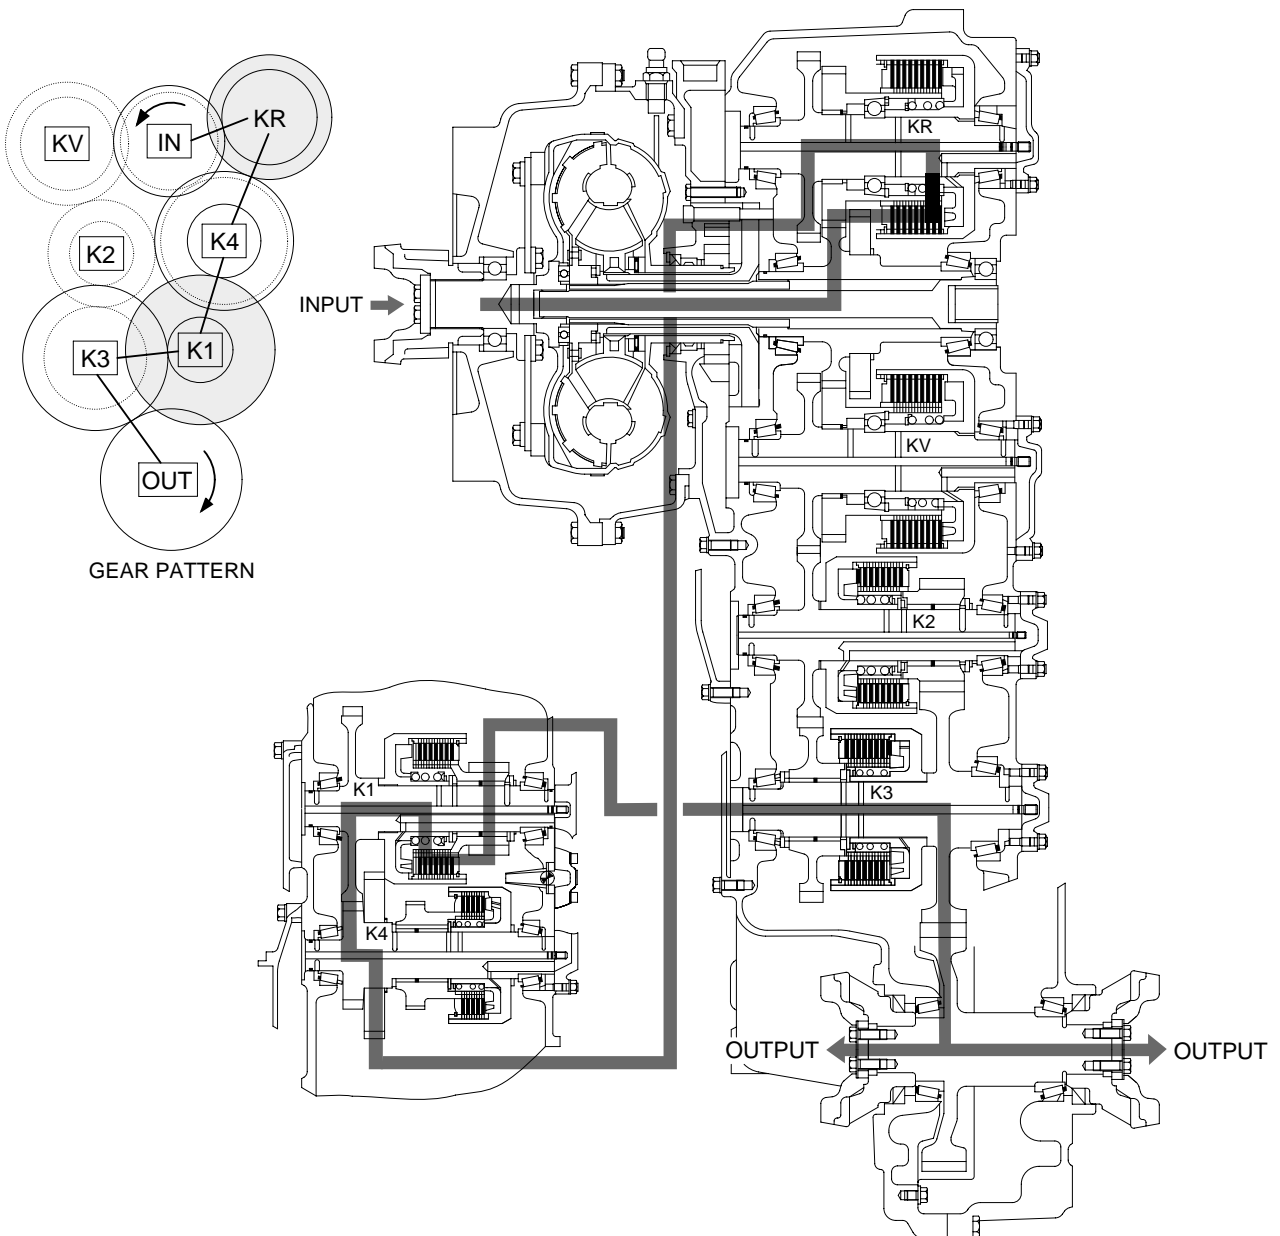 KV
IN
KR
K4
K2
K3
K1
OUT
GEAR PATTERN
INPUT
KR
KV
K2
K3
K1
K4
OUTPUT
OUTPUT